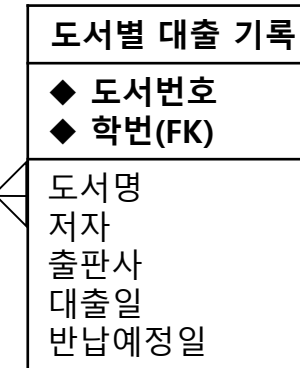 도서별 대출 기록
◆ 도서번호
◆ 학번(FK)
도서명
저자
출판사
대출일
반납예정일